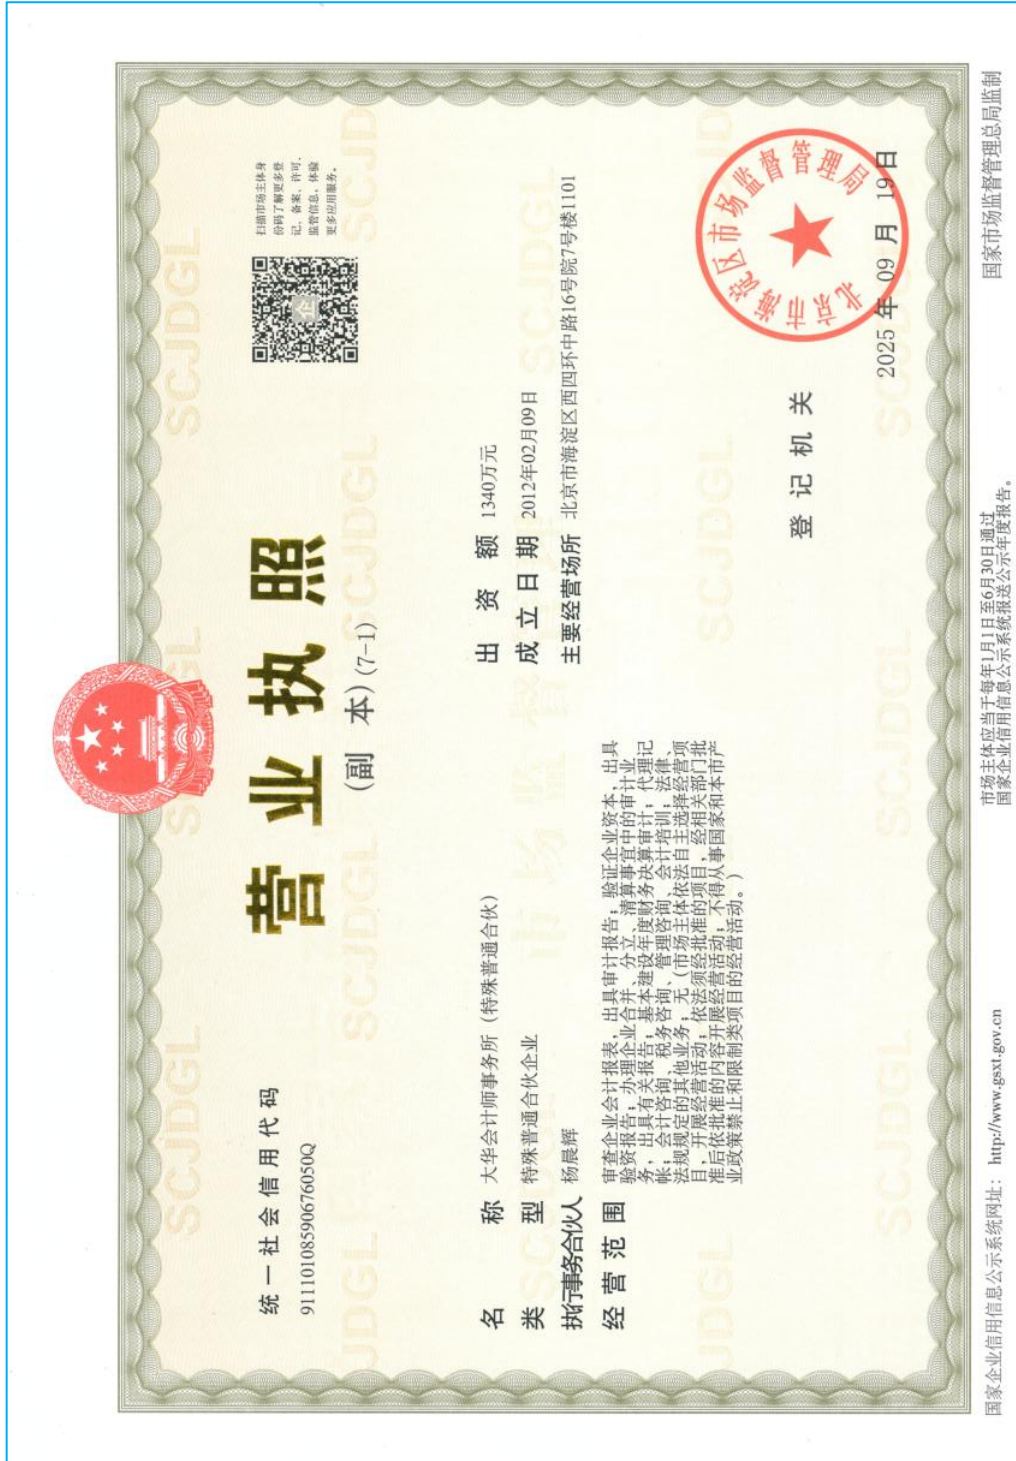 营业执照
(副 本)(7-1)
统一社会信用代码
91110108590676050Q
扫描市场主体身
份码了解更多登
记、备案、许可、
监管信息,体验
更多应用服务。
名 称 大华会计师事务所(特殊普通合伙)
类 型 特殊普通合伙企业
执行事务合伙人 杨晨辉
经营范围 审查企业会计报表、出具审计报告;验证企业资本,出具
验资报告;办理企业合并、分立、清算事宜中的审计业
务,出具有关报告;基本建设年度财务决算审计;代理记
帐;会计咨询、税务咨询、管理咨询、会计培训;法律、
法规规定的其他业务;无(市场主体依法自主选择经营项
目,开展经营活动;依法须经批准的项目,经相关部门批
准后依批准的内容开展经营活动;不得从事国家和本市产
业政策禁止和限制类项目的经营活动。)
出 资 额 1340万元
成立日期 2012年02月09日
主要经营场所 北京市海淀区西四环中路16号院7号楼1101
登记机关
北京市海淀区市场监督管理局
2025 年 09 月 19 日
国家企业信用信息公示系统网址: http://www.gsxt.gov.cn
市场主体应当于每年1月1日至6月30日通过
国家企业信用信息公示系统报送公示年度报告。
国家市场监督管理总局监制
SCJDGL